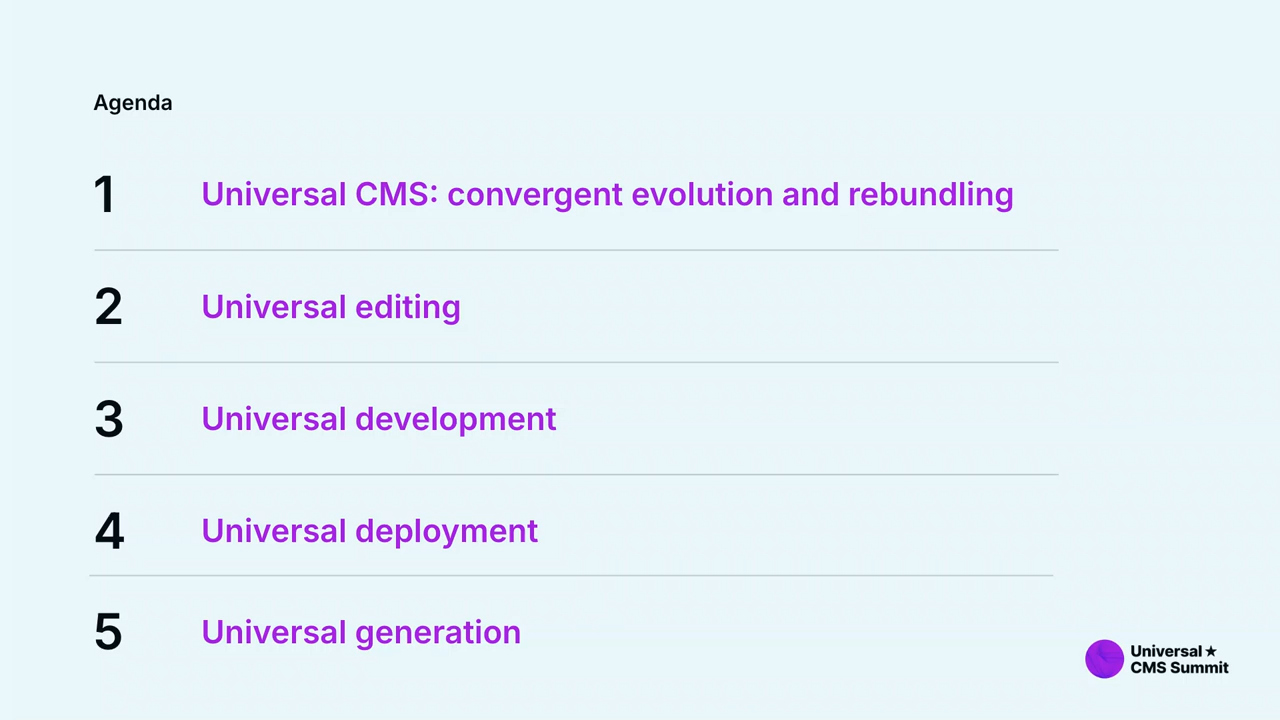 Agenda
1 Universal CMS: convergent evolution and rebundling
2 Universal editing
3 Universal development
4 Universal deployment
5 Universal generation
Universal ★
CMS Summit